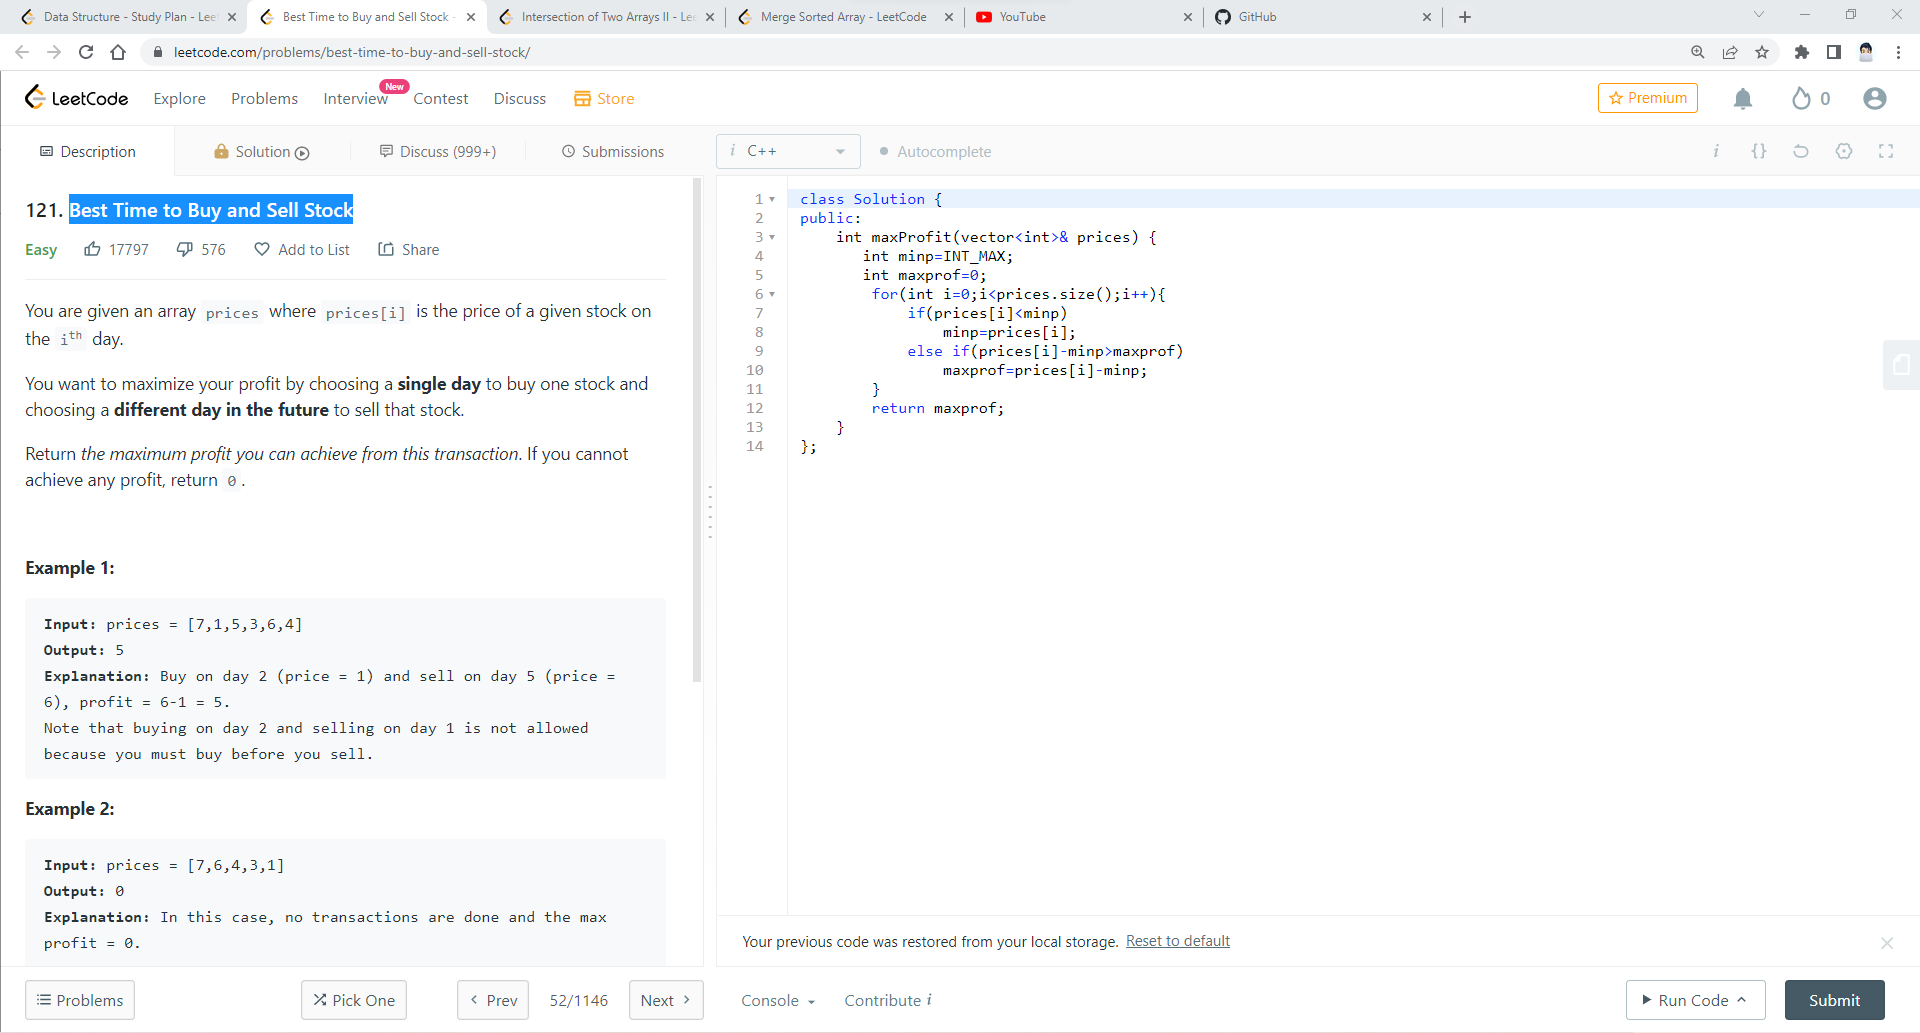 Data Structure - Study Plan - Leet
Best Time to Buy and Sell Stock -
Intersection of Two Arrays II - Lee
Merge Sorted Array - LeetCode
YouTube
GitHub
leetcode.com/problems/best-time-to-buy-and-sell-stock/
LeetCode
Explore
Problems
Interview
New
Contest
Discuss
Store
Premium
0
Description
Solution
Discuss (999+)
Submissions
i C++
Autocomplete
121. Best Time to Buy and Sell Stock
Easy
17797
576
Add to List
Share
You are given an array prices where prices[i] is the price of a given stock on
the ith day.
You want to maximize your profit by choosing a single day to buy one stock and
choosing a different day in the future to sell that stock.
Return the maximum profit you can achieve from this transaction. If you cannot
achieve any profit, return 0.
Example 1:
Input: prices = [7,1,5,3,6,4]
Output: 5
Explanation: Buy on day 2 (price = 1) and sell on day 5 (price =
6), profit = 6-1 = 5.
Note that buying on day 2 and selling on day 1 is not allowed
because you must buy before you sell.
Example 2:
Input: prices = [7,6,4,3,1]
Output: 0
Explanation: In this case, no transactions are done and the max
profit = 0.
1 class Solution {
2 public:
3     int maxProfit(vector<int>& prices) {
4        int minp=INT_MAX;
5        int maxprof=0;
6         for(int i=0;i<prices.size();i++){
7             if(prices[i]<minp)
8                 minp=prices[i];
9             else if(prices[i]-minp>maxprof)
10                 maxprof=prices[i]-minp;
11         }
12         return maxprof;
13     }
14 };
Your previous code was restored from your local storage. Reset to default
Problems
Pick One
Prev
52/1146
Next
Console
Contribute i
Run Code
Submit